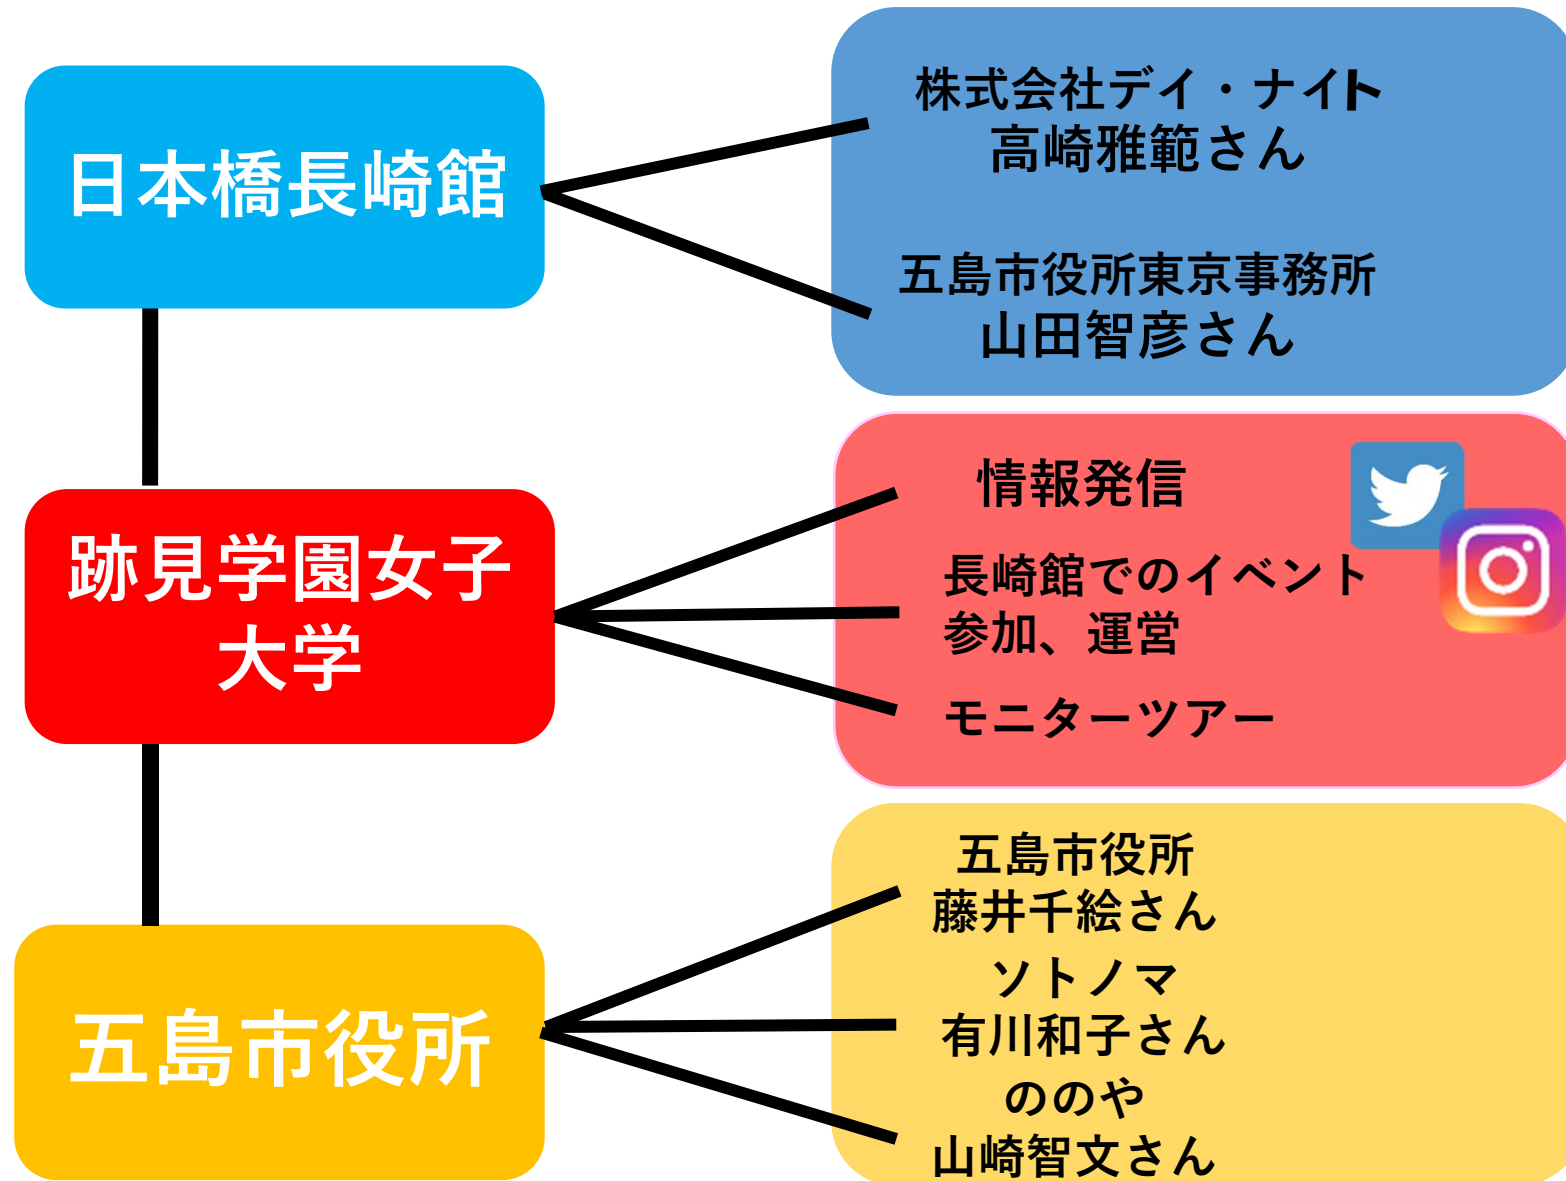 日本橋長崎館
株式会社デイ・ナイト
高崎雅範さん
五島市役所東京事務所
山田智彦さん
跡見学園女子
大学
情報発信
長崎館でのイベント
参加、運営
モニターツアー
五島市役所
五島市役所
藤井千絵さん
ソトノマ
有川和子さん
ののや
山崎智文さん